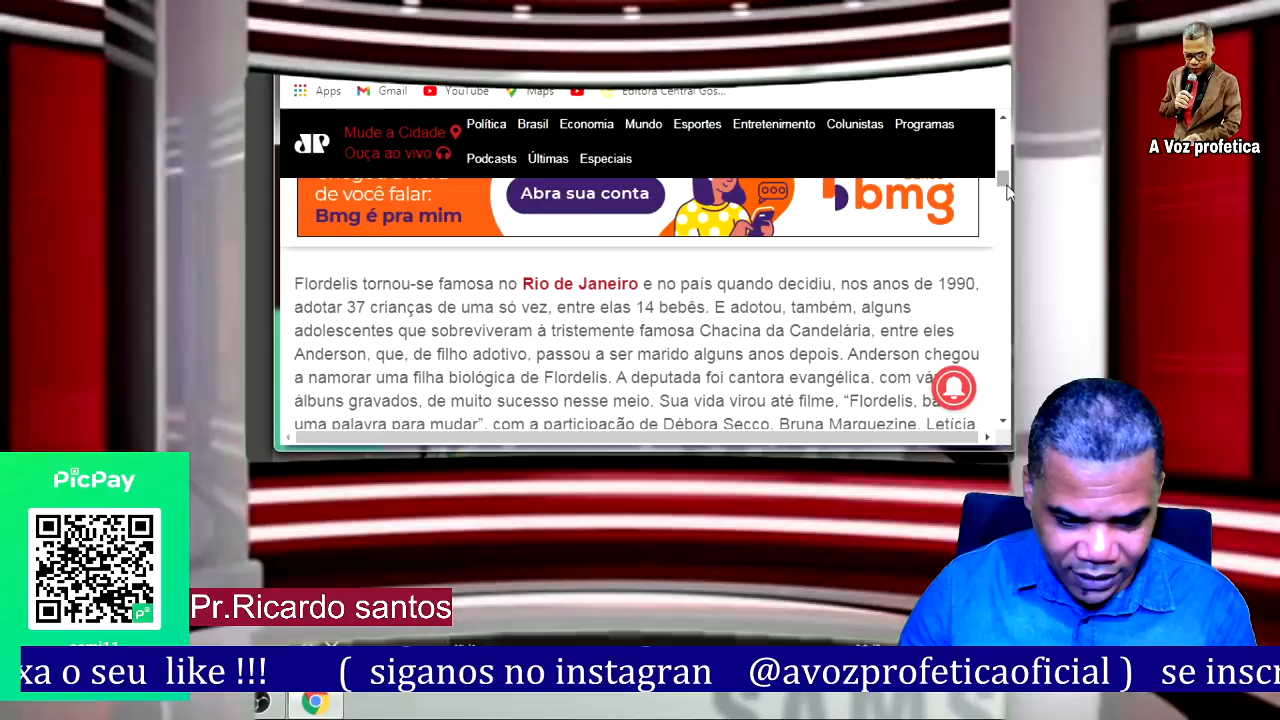 Apps Gmail YouTube Maps Editora Central Gos...
Mude a Cidade
Ouça ao vivo
Política Brasil Economia Mundo Esportes Entretenimento Colunistas Programas
Podcasts Últimas Especiais
de você falar:
Bmg é pra mim
Abra sua conta
bmg
Flordelis tornou-se famosa no Rio de Janeiro e no país quando decidiu, nos anos de 1990,
adotar 37 crianças de uma só vez, entre elas 14 bebês. E adotou, também, alguns
adolescentes que sobreviveram à tristemente famosa Chacina da Candelária, entre eles
Anderson, que, de filho adotivo, passou a ser marido alguns anos depois. Anderson chegou
a namorar uma filha biológica de Flordelis. A deputada foi cantora evangélica, com vá
álbuns gravados, de muito sucesso nesse meio. Sua vida virou até filme, “Flordelis, ba
uma palavra para mudar”, com a participação de Débora Secco, Bruna Marquezine, Letícia
A Voz profetica
PicPay
Pr.Ricardo santos
xa o seu like !!! ( siganos no instagran @avozprofeticaoficial ) se inscr